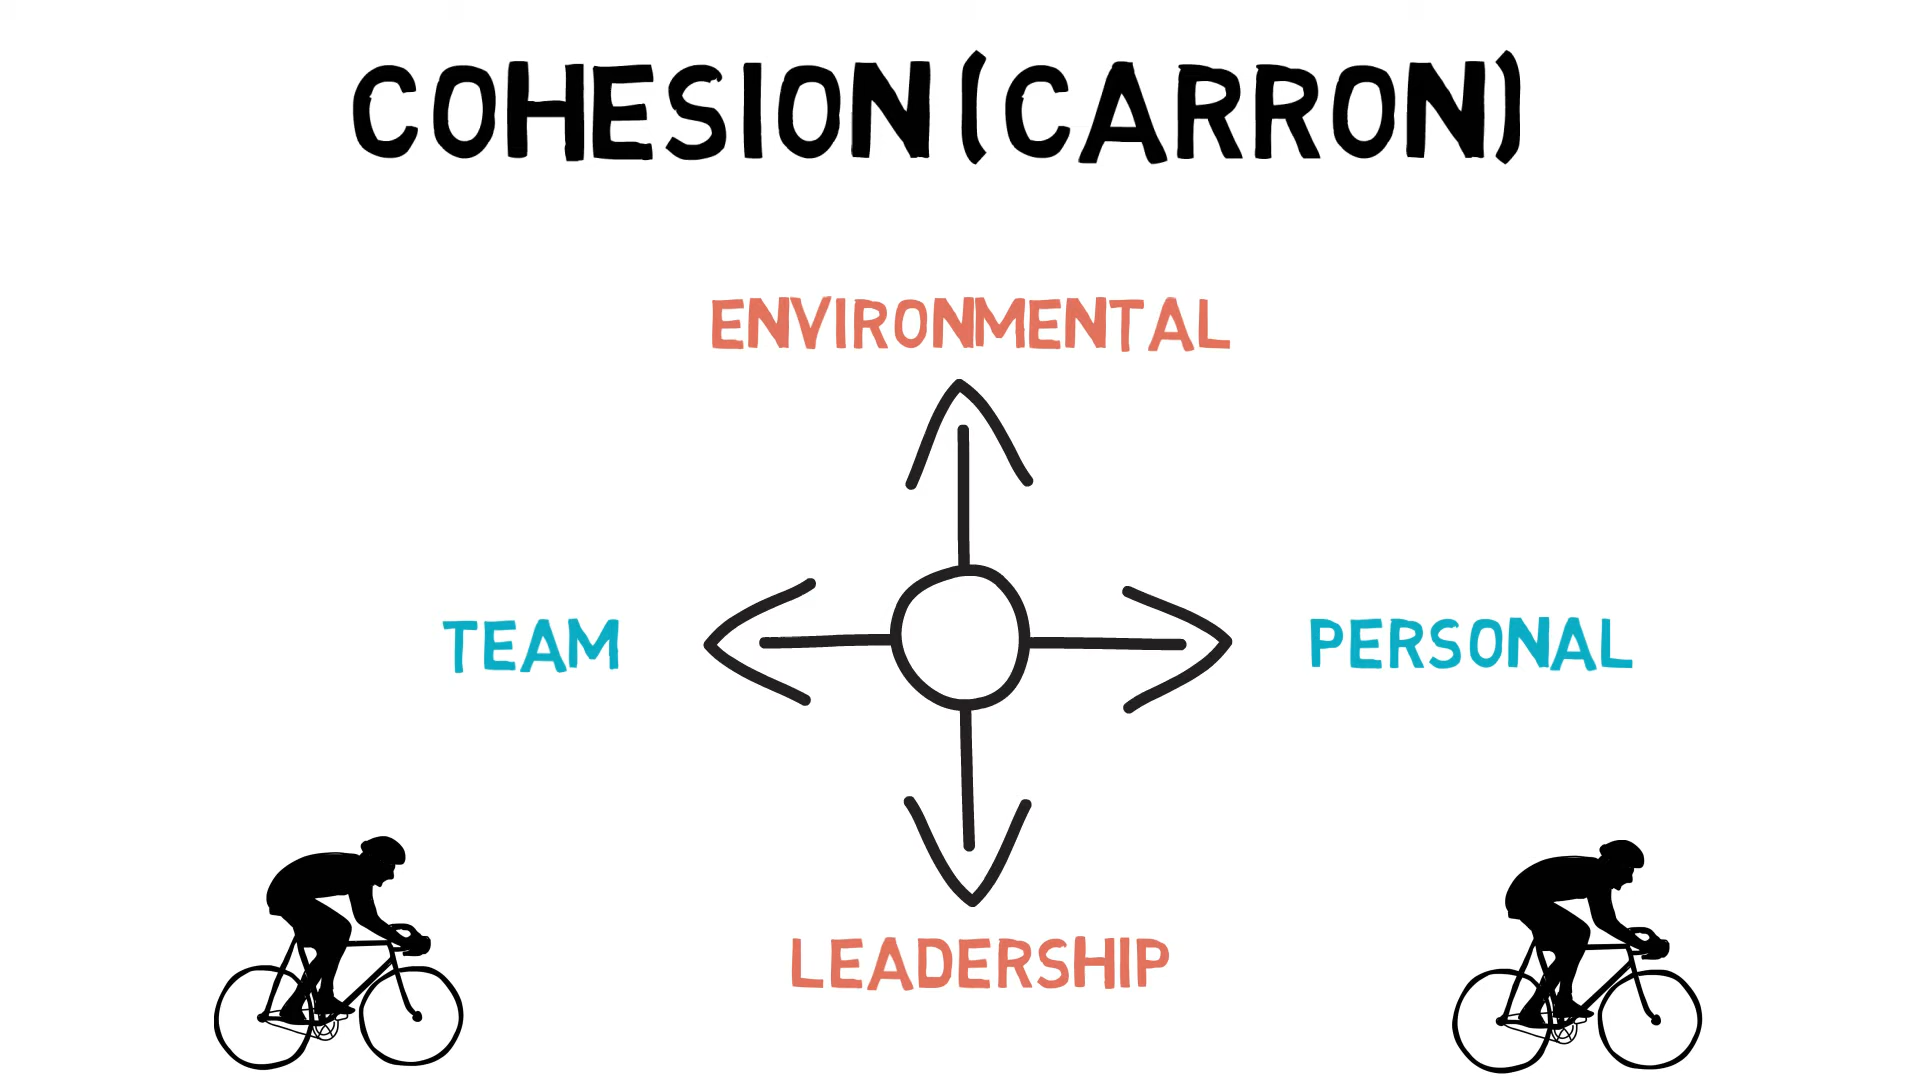 COHESION (CARRON)
ENVIRONMENTAL
TEAM
PERSONAL
LEADERSHIP